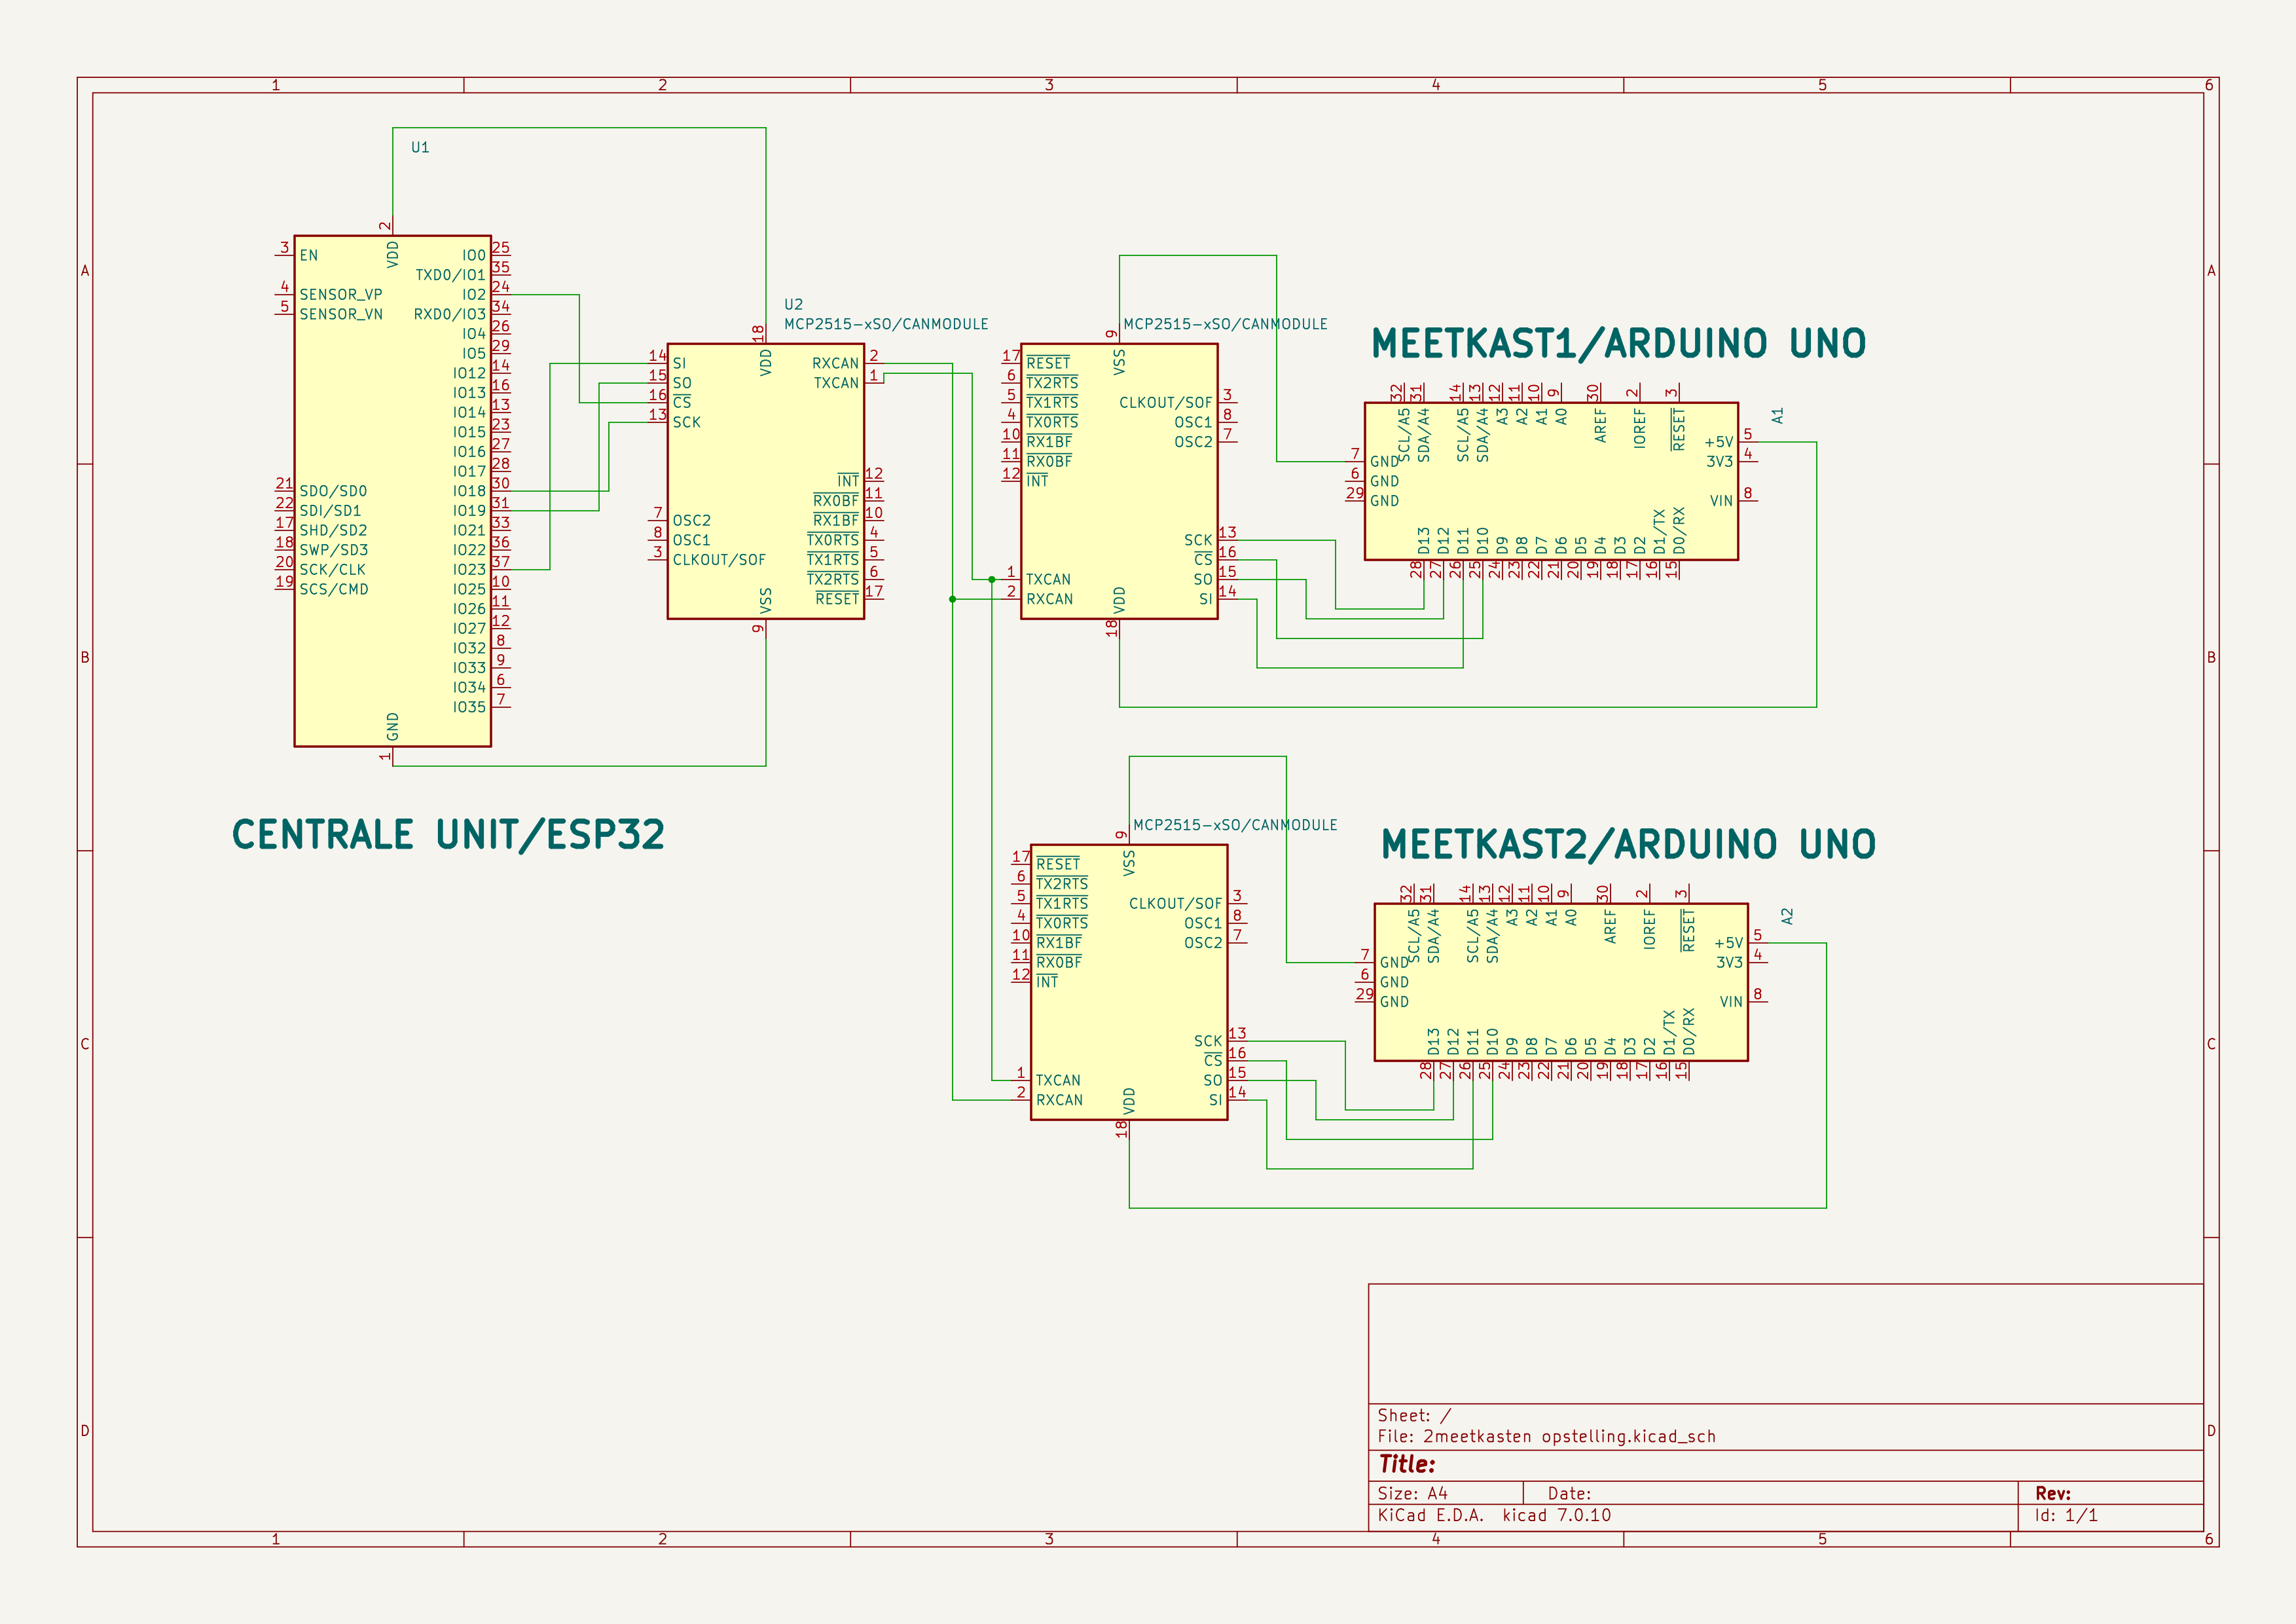 1 2 3 4 5 6
A
B
C
D
U1
2
VDD
3 EN
4 SENSOR_VP
5 SENSOR_VN
21 SDO/SD0
22 SDI/SD1
17 SHD/SD2
18 SWP/SD3
20 SCK/CLK
19 SCS/CMD
IO0 25
TXD0/IO1 35
IO2 24
RXD0/IO3 34
IO4 26
IO5 29
IO12 14
IO13 16
IO14 13
IO15 23
IO16 27
IO17 28
IO18 30
IO19 31
IO21 33
IO22 36
IO23 37
IO25 10
IO26 11
IO27 12
IO32 8
IO33 9
IO34 6
IO35 7
GND
1
CENTRALE UNIT/ESP32
U2
MCP2515-xSO/CANMODULE
18
VDD
14 SI
15 SO
16 CS
13 SCK
7 OSC2
8 OSC1
3 CLKOUT/SOF
RXCAN 2
TXCAN 1
INT 12
RX0BF 11
RX1BF 10
TX0RTS 4
TX1RTS 5
TX2RTS 6
RESET 17
VSS
9
MCP2515-xSO/CANMODULE
9
VSS
17 RESET
6 TX2RTS
5 TX1RTS
4 TX0RTS
10 RX1BF
11 RX0BF
12 INT
1 TXCAN
2 RXCAN
CLKOUT/SOF 3
OSC1 8
OSC2 7
SCK 13
CS 16
SO 15
SI 14
VDD
18
MEETKAST1/ARDUINO UNO
A1
32 31 14 13 12 11 10 9 30 2 3
SCL/A5 SDA/A4 SCL/A5 SDA/A4 A3 A2 A1 A0 AREF IOREF RESET
7 GND
6 GND
29 GND
+5V 5
3V3 4
VIN 8
D13 D12 D11 D10 D9 D8 D7 D6 D5 D4 D3 D2 D1/TX D0/RX
28 27 26 25 24 23 22 21 20 19 18 17 16 15
MCP2515-xSO/CANMODULE
9
VSS
17 RESET
6 TX2RTS
5 TX1RTS
4 TX0RTS
10 RX1BF
11 RX0BF
12 INT
1 TXCAN
2 RXCAN
CLKOUT/SOF 3
OSC1 8
OSC2 7
SCK 13
CS 16
SO 15
SI 14
VDD
18
MEETKAST2/ARDUINO UNO
A2
32 31 14 13 12 11 10 9 30 2 3
SCL/A5 SDA/A4 SCL/A5 SDA/A4 A3 A2 A1 A0 AREF IOREF RESET
7 GND
6 GND
29 GND
+5V 5
3V3 4
VIN 8
D13 D12 D11 D10 D9 D8 D7 D6 D5 D4 D3 D2 D1/TX D0/RX
28 27 26 25 24 23 22 21 20 19 18 17 16 15
A
B
C
D
Sheet: /
File: 2meetkasten opstelling.kicad_sch
Title:
Size: A4 Date: Rev:
KiCad E.D.A. kicad 7.0.10 Id: 1/1
1 2 3 4 5 6